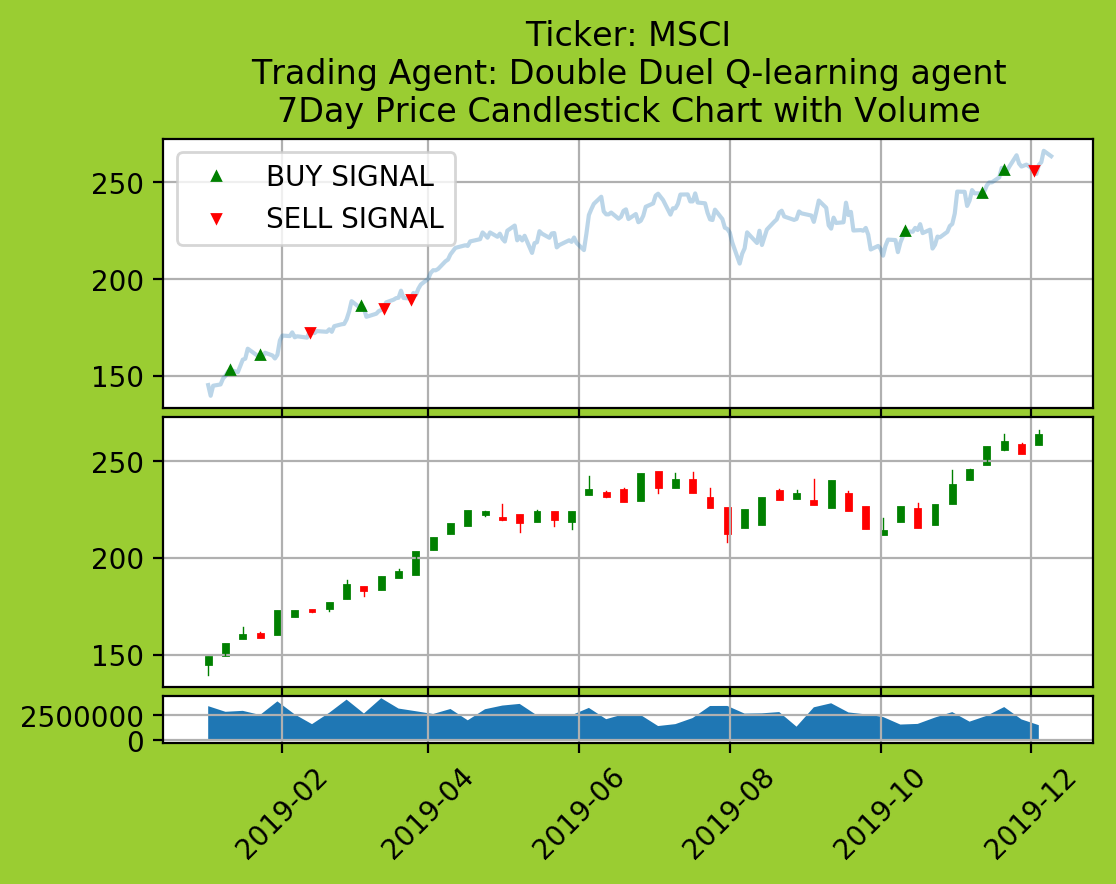 Ticker: MSCI
Trading Agent: Double Duel Q-learning agent
7Day Price Candlestick Chart with Volume
BUY SIGNAL
SELL SIGNAL
250
200
150
250
200
150
2500000
0
2019-02
2019-04
2019-06
2019-08
2019-10
2019-12